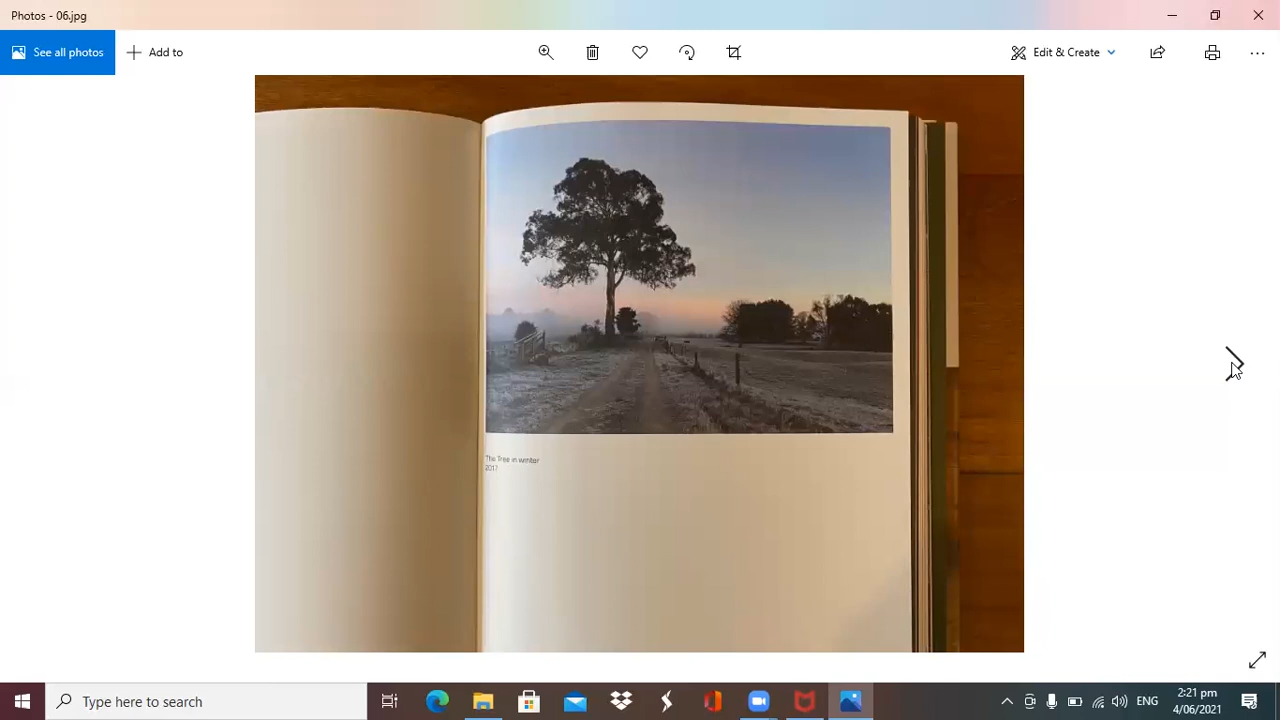 Photos - 06.jpg
See all photos
Add to
Edit & Create
The Tree in winter
2017
Type here to search
ENG
2:21 pm
4/06/2021